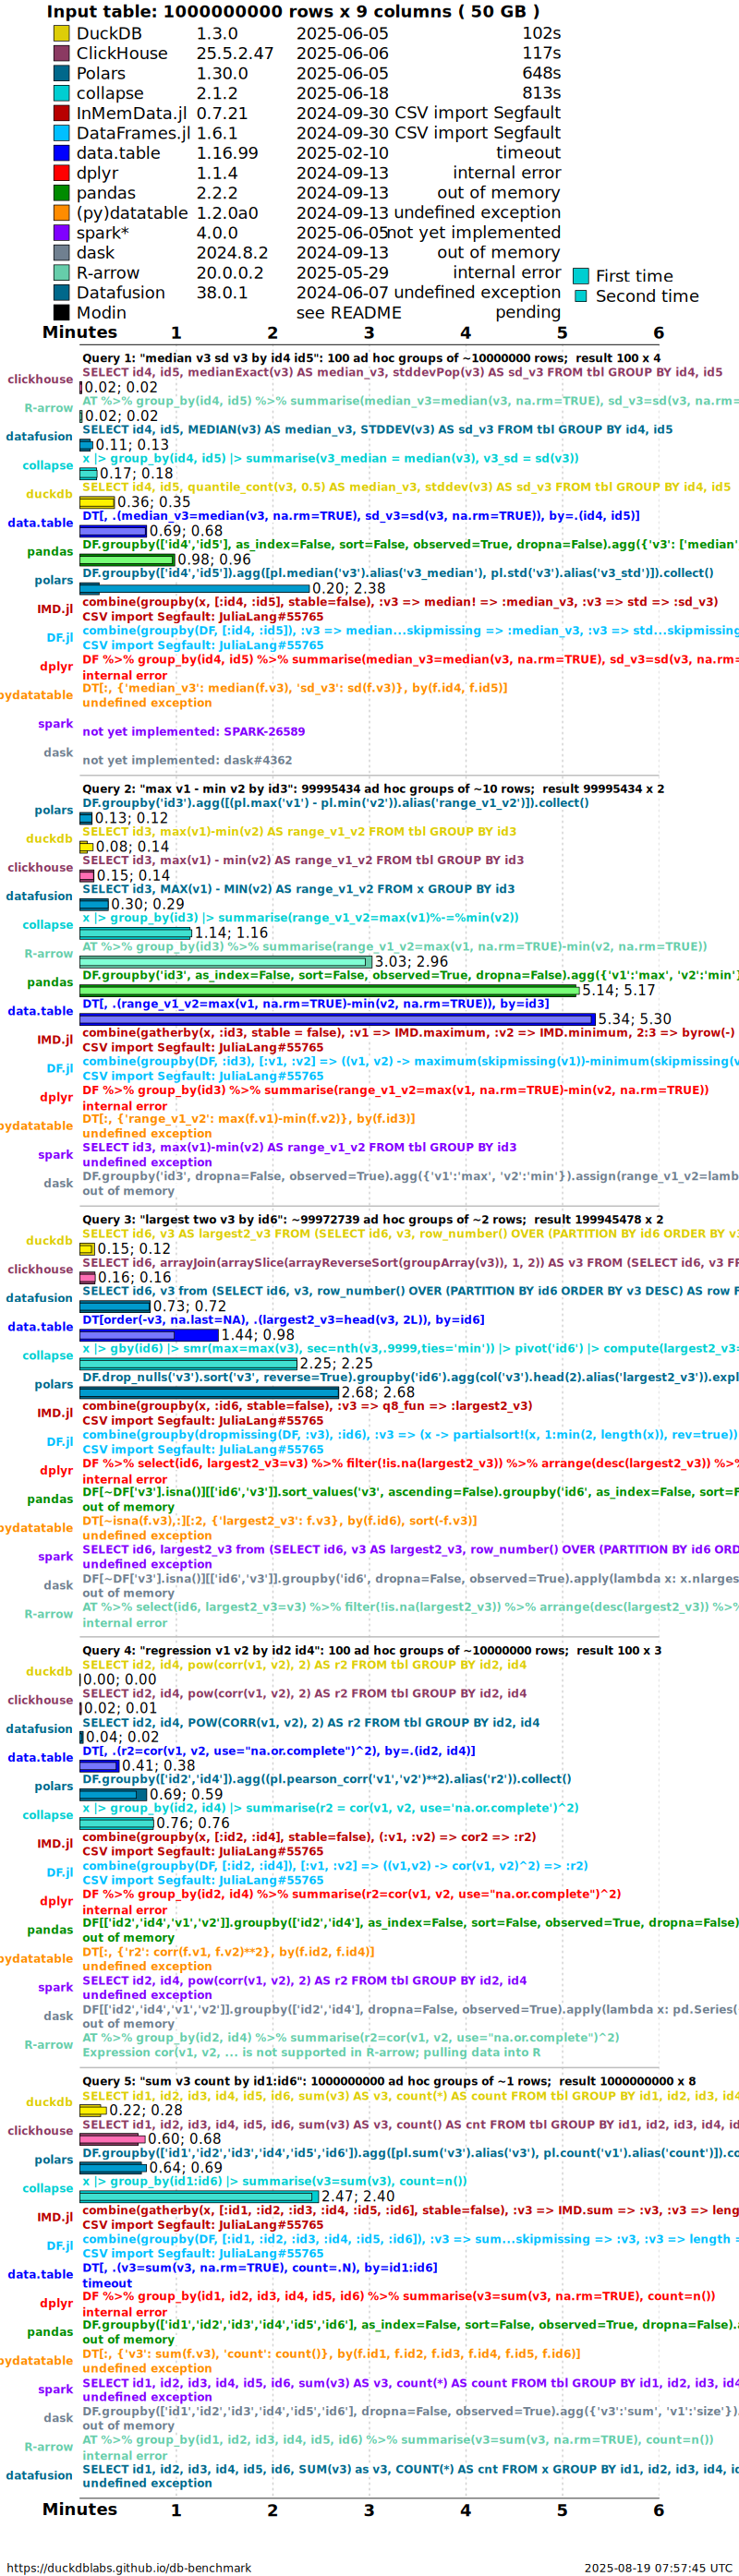 Input table: 1000000000 rows x 9 columns ( 50 GB )
DuckDB 1.3.0 2025-06-05 102s
ClickHouse 25.5.2.47 2025-06-06 117s
Polars 1.30.0 2025-06-05 648s
collapse 2.1.2 2025-06-18 813s
InMemData.jl 0.7.21 2024-09-30 CSV import Segfault
DataFrames.jl 1.6.1 2024-09-30 CSV import Segfault
data.table 1.16.99 2025-02-10 timeout
dplyr 1.1.4 2024-09-13 internal error
pandas 2.2.2 2024-09-13 out of memory
(py)datatable 1.2.0a0 2024-09-13 undefined exception
spark* 4.0.0 2025-06-05 not yet implemented
dask 2024.8.2 2024-09-13 out of memory
R-arrow 20.0.0.2 2025-05-29 internal error
Datafusion 38.0.1 2024-06-07 undefined exception
Modin see README pending
First time
Second time
Minutes 1 2 3 4 5 6
Query 1: "median v3 sd v3 by id4 id5": 100 ad hoc groups of ~10000000 rows;  result 100 x 4
clickhouse SELECT id4, id5, medianExact(v3) AS median_v3, stddevPop(v3) AS sd_v3 FROM tbl GROUP BY id4, id5
0.02; 0.02
R-arrow AT %>% group_by(id4, id5) %>% summarise(median_v3=median(v3, na.rm=TRUE), sd_v3=sd(v3, na.rm=
0.02; 0.02
datafusion SELECT id4, id5, MEDIAN(v3) AS median_v3, STDDEV(v3) AS sd_v3 FROM tbl GROUP BY id4, id5
0.11; 0.13
collapse x |> group_by(id4, id5) |> summarise(v3_median = median(v3), v3_sd = sd(v3))
0.17; 0.18
duckdb SELECT id4, id5, quantile_cont(v3, 0.5) AS median_v3, stddev(v3) AS sd_v3 FROM tbl GROUP BY id4, id5
0.36; 0.35
data.table DT[, .(median_v3=median(v3, na.rm=TRUE), sd_v3=sd(v3, na.rm=TRUE)), by=.(id4, id5)]
0.69; 0.68
pandas DF.groupby(['id4','id5'], as_index=False, sort=False, observed=True, dropna=False).agg({'v3': ['median'
0.98; 0.96
polars DF.groupby(['id4','id5']).agg([pl.median('v3').alias('v3_median'), pl.std('v3').alias('v3_std')]).collect()
0.20; 2.38
IMD.jl combine(groupby(x, [:id4, :id5], stable=false), :v3 => median! => :median_v3, :v3 => std => :sd_v3)
CSV import Segfault: JuliaLang#55765
DF.jl combine(groupby(DF, [:id4, :id5]), :v3 => median...skipmissing => :median_v3, :v3 => std...skipmissing
CSV import Segfault: JuliaLang#55765
dplyr DF %>% group_by(id4, id5) %>% summarise(median_v3=median(v3, na.rm=TRUE), sd_v3=sd(v3, na.rm=
internal error
pydatatable DT[:, {'median_v3': median(f.v3), 'sd_v3': sd(f.v3)}, by(f.id4, f.id5)]
undefined exception
spark
not yet implemented: SPARK-26589
dask
not yet implemented: dask#4362
Query 2: "max v1 - min v2 by id3": 99995434 ad hoc groups of ~10 rows;  result 99995434 x 2
polars DF.groupby('id3').agg([(pl.max('v1') - pl.min('v2')).alias('range_v1_v2')]).collect()
0.13; 0.12
duckdb SELECT id3, max(v1)-min(v2) AS range_v1_v2 FROM tbl GROUP BY id3
0.08; 0.14
clickhouse SELECT id3, max(v1) - min(v2) AS range_v1_v2 FROM tbl GROUP BY id3
0.15; 0.14
datafusion SELECT id3, MAX(v1) - MIN(v2) AS range_v1_v2 FROM x GROUP BY id3
0.30; 0.29
collapse x |> group_by(id3) |> summarise(range_v1_v2=max(v1)%-=%min(v2))
1.14; 1.16
R-arrow AT %>% group_by(id3) %>% summarise(range_v1_v2=max(v1, na.rm=TRUE)-min(v2, na.rm=TRUE))
3.03; 2.96
pandas DF.groupby('id3', as_index=False, sort=False, observed=True, dropna=False).agg({'v1':'max', 'v2':'min'}
5.14; 5.17
data.table DT[, .(range_v1_v2=max(v1, na.rm=TRUE)-min(v2, na.rm=TRUE)), by=id3]
5.34; 5.30
IMD.jl combine(gatherby(x, :id3, stable = false), :v1 => IMD.maximum, :v2 => IMD.minimum, 2:3 => byrow(-)
CSV import Segfault: JuliaLang#55765
DF.jl combine(groupby(DF, :id3), [:v1, :v2] => ((v1, v2) -> maximum(skipmissing(v1))-minimum(skipmissing(v
CSV import Segfault: JuliaLang#55765
dplyr DF %>% group_by(id3) %>% summarise(range_v1_v2=max(v1, na.rm=TRUE)-min(v2, na.rm=TRUE))
internal error
pydatatable DT[:, {'range_v1_v2': max(f.v1)-min(f.v2)}, by(f.id3)]
undefined exception
spark SELECT id3, max(v1)-min(v2) AS range_v1_v2 FROM tbl GROUP BY id3
undefined exception
dask DF.groupby('id3', dropna=False, observed=True).agg({'v1':'max', 'v2':'min'}).assign(range_v1_v2=lamb
out of memory
Query 3: "largest two v3 by id6": ~99972739 ad hoc groups of ~2 rows;  result 199945478 x 2
duckdb SELECT id6, v3 AS largest2_v3 FROM (SELECT id6, v3, row_number() OVER (PARTITION BY id6 ORDER BY v3
0.15; 0.12
clickhouse SELECT id6, arrayJoin(arraySlice(arrayReverseSort(groupArray(v3)), 1, 2)) AS v3 FROM (SELECT id6, v3 FR
0.16; 0.16
datafusion SELECT id6, v3 from (SELECT id6, v3, row_number() OVER (PARTITION BY id6 ORDER BY v3 DESC) AS row F
0.73; 0.72
data.table DT[order(-v3, na.last=NA), .(largest2_v3=head(v3, 2L)), by=id6]
1.44; 0.98
collapse x |> gby(id6) |> smr(max=max(v3), sec=nth(v3,.9999,ties='min')) |> pivot('id6') |> compute(largest2_v3=
2.25; 2.25
polars DF.drop_nulls('v3').sort('v3', reverse=True).groupby('id6').agg(col('v3').head(2).alias('largest2_v3')).expl
2.68; 2.68
IMD.jl combine(groupby(x, :id6, stable=false), :v3 => q8_fun => :largest2_v3)
CSV import Segfault: JuliaLang#55765
DF.jl combine(groupby(dropmissing(DF, :v3), :id6), :v3 => (x -> partialsort!(x, 1:min(2, length(x)), rev=true))
CSV import Segfault: JuliaLang#55765
dplyr DF %>% select(id6, largest2_v3=v3) %>% filter(!is.na(largest2_v3)) %>% arrange(desc(largest2_v3)) %>%
internal error
pandas DF[~DF['v3'].isna()][['id6','v3']].sort_values('v3', ascending=False).groupby('id6', as_index=False, sort=F
out of memory
pydatatable DT[~isna(f.v3),:][:2, {'largest2_v3': f.v3}, by(f.id6), sort(-f.v3)]
undefined exception
spark SELECT id6, largest2_v3 from (SELECT id6, v3 AS largest2_v3, row_number() OVER (PARTITION BY id6 ORD
undefined exception
dask DF[~DF['v3'].isna()][['id6','v3']].groupby('id6', dropna=False, observed=True).apply(lambda x: x.nlarges
out of memory
R-arrow AT %>% select(id6, largest2_v3=v3) %>% filter(!is.na(largest2_v3)) %>% arrange(desc(largest2_v3)) %>%
internal error
Query 4: "regression v1 v2 by id2 id4": 100 ad hoc groups of ~10000000 rows;  result 100 x 3
duckdb SELECT id2, id4, pow(corr(v1, v2), 2) AS r2 FROM tbl GROUP BY id2, id4
0.00; 0.00
clickhouse SELECT id2, id4, pow(corr(v1, v2), 2) AS r2 FROM tbl GROUP BY id2, id4
0.02; 0.01
datafusion SELECT id2, id4, POW(CORR(v1, v2), 2) AS r2 FROM tbl GROUP BY id2, id4
0.04; 0.02
data.table DT[, .(r2=cor(v1, v2, use="na.or.complete")^2), by=.(id2, id4)]
0.41; 0.38
polars DF.groupby(['id2','id4']).agg((pl.pearson_corr('v1','v2')**2).alias('r2')).collect()
0.69; 0.59
collapse x |> group_by(id2, id4) |> summarise(r2 = cor(v1, v2, use='na.or.complete')^2)
0.76; 0.76
IMD.jl combine(groupby(x, [:id2, :id4], stable=false), (:v1, :v2) => cor2 => :r2)
CSV import Segfault: JuliaLang#55765
DF.jl combine(groupby(DF, [:id2, :id4]), [:v1, :v2] => ((v1,v2) -> cor(v1, v2)^2) => :r2)
CSV import Segfault: JuliaLang#55765
dplyr DF %>% group_by(id2, id4) %>% summarise(r2=cor(v1, v2, use="na.or.complete")^2)
internal error
pandas DF[['id2','id4','v1','v2']].groupby(['id2','id4'], as_index=False, sort=False, observed=True, dropna=False)
out of memory
pydatatable DT[:, {'r2': corr(f.v1, f.v2)**2}, by(f.id2, f.id4)]
undefined exception
spark SELECT id2, id4, pow(corr(v1, v2), 2) AS r2 FROM tbl GROUP BY id2, id4
undefined exception
dask DF[['id2','id4','v1','v2']].groupby(['id2','id4'], dropna=False, observed=True).apply(lambda x: pd.Series(
out of memory
R-arrow AT %>% group_by(id2, id4) %>% summarise(r2=cor(v1, v2, use="na.or.complete")^2)
Expression cor(v1, v2, ... is not supported in R-arrow; pulling data into R
Query 5: "sum v3 count by id1:id6": 1000000000 ad hoc groups of ~1 rows;  result 1000000000 x 8
duckdb SELECT id1, id2, id3, id4, id5, id6, sum(v3) AS v3, count(*) AS count FROM tbl GROUP BY id1, id2, id3, id4
0.22; 0.28
clickhouse SELECT id1, id2, id3, id4, id5, id6, sum(v3) AS v3, count() AS cnt FROM tbl GROUP BY id1, id2, id3, id4, id
0.60; 0.68
polars DF.groupby(['id1','id2','id3','id4','id5','id6']).agg([pl.sum('v3').alias('v3'), pl.count('v1').alias('count')]).co
0.64; 0.69
collapse x |> group_by(id1:id6) |> summarise(v3=sum(v3), count=n())
2.47; 2.40
IMD.jl combine(gatherby(x, [:id1, :id2, :id3, :id4, :id5, :id6], stable=false), :v3 => IMD.sum => :v3, :v3 => leng
CSV import Segfault: JuliaLang#55765
DF.jl combine(groupby(DF, [:id1, :id2, :id3, :id4, :id5, :id6]), :v3 => sum...skipmissing => :v3, :v3 => length =
CSV import Segfault: JuliaLang#55765
data.table DT[, .(v3=sum(v3, na.rm=TRUE), count=.N), by=id1:id6]
timeout
dplyr DF %>% group_by(id1, id2, id3, id4, id5, id6) %>% summarise(v3=sum(v3, na.rm=TRUE), count=n())
internal error
pandas DF.groupby(['id1','id2','id3','id4','id5','id6'], as_index=False, sort=False, observed=True, dropna=False).a
out of memory
pydatatable DT[:, {'v3': sum(f.v3), 'count': count()}, by(f.id1, f.id2, f.id3, f.id4, f.id5, f.id6)]
undefined exception
spark SELECT id1, id2, id3, id4, id5, id6, sum(v3) AS v3, count(*) AS count FROM tbl GROUP BY id1, id2, id3, id4
undefined exception
dask DF.groupby(['id1','id2','id3','id4','id5','id6'], dropna=False, observed=True).agg({'v3':'sum', 'v1':'size'}).
out of memory
R-arrow AT %>% group_by(id1, id2, id3, id4, id5, id6) %>% summarise(v3=sum(v3, na.rm=TRUE), count=n())
internal error
datafusion SELECT id1, id2, id3, id4, id5, id6, SUM(v3) as v3, COUNT(*) AS cnt FROM x GROUP BY id1, id2, id3, id4, id
undefined exception
Minutes 1 2 3 4 5 6
https://duckdblabs.github.io/db-benchmark 2025-08-19 07:57:45 UTC